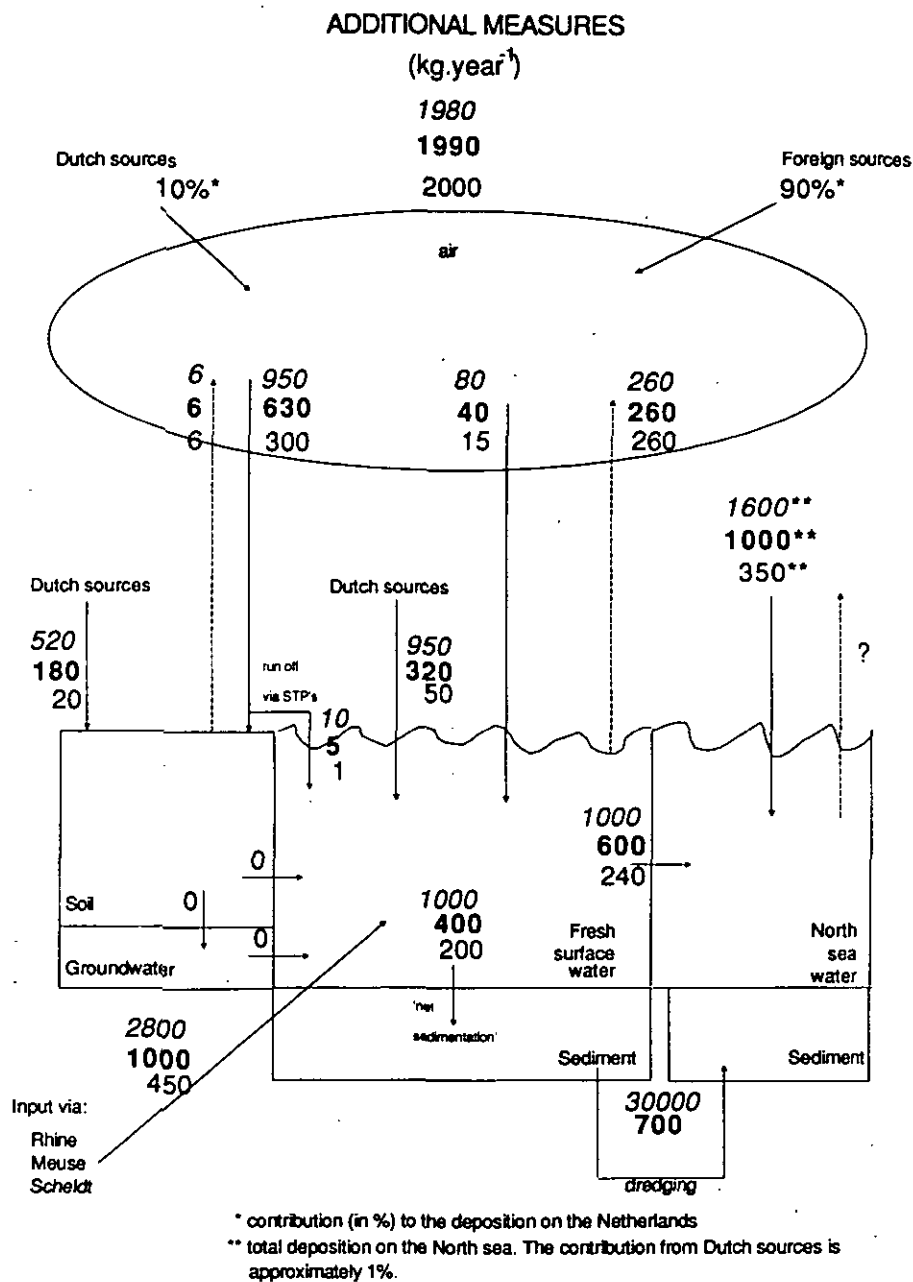 ADDITIONAL MEASURES
(kg.year-1)
1980
1990
2000
Dutch sources
10%*
Foreign sources
90%*
air
6
6
6
950
630
300
80
40
15
260
260
260
1600**
1000**
350**
?
Dutch sources
520
180
20
run off
via STP's
10
5
1
Dutch sources
950
320
50
1000
600
240
0
0
0
Soil
Groundwater
1000
400
200
Fresh
surface
water
North
sea
water
'net
sedimentation'
Sediment
Sediment
2800
1000
450
Input via:
Rhine
Meuse
Scheldt
30000
700
dredging
* contribution (in %) to the deposition on the Netherlands
** total deposition on the North sea. The contribution from Dutch sources is
approximately 1%.